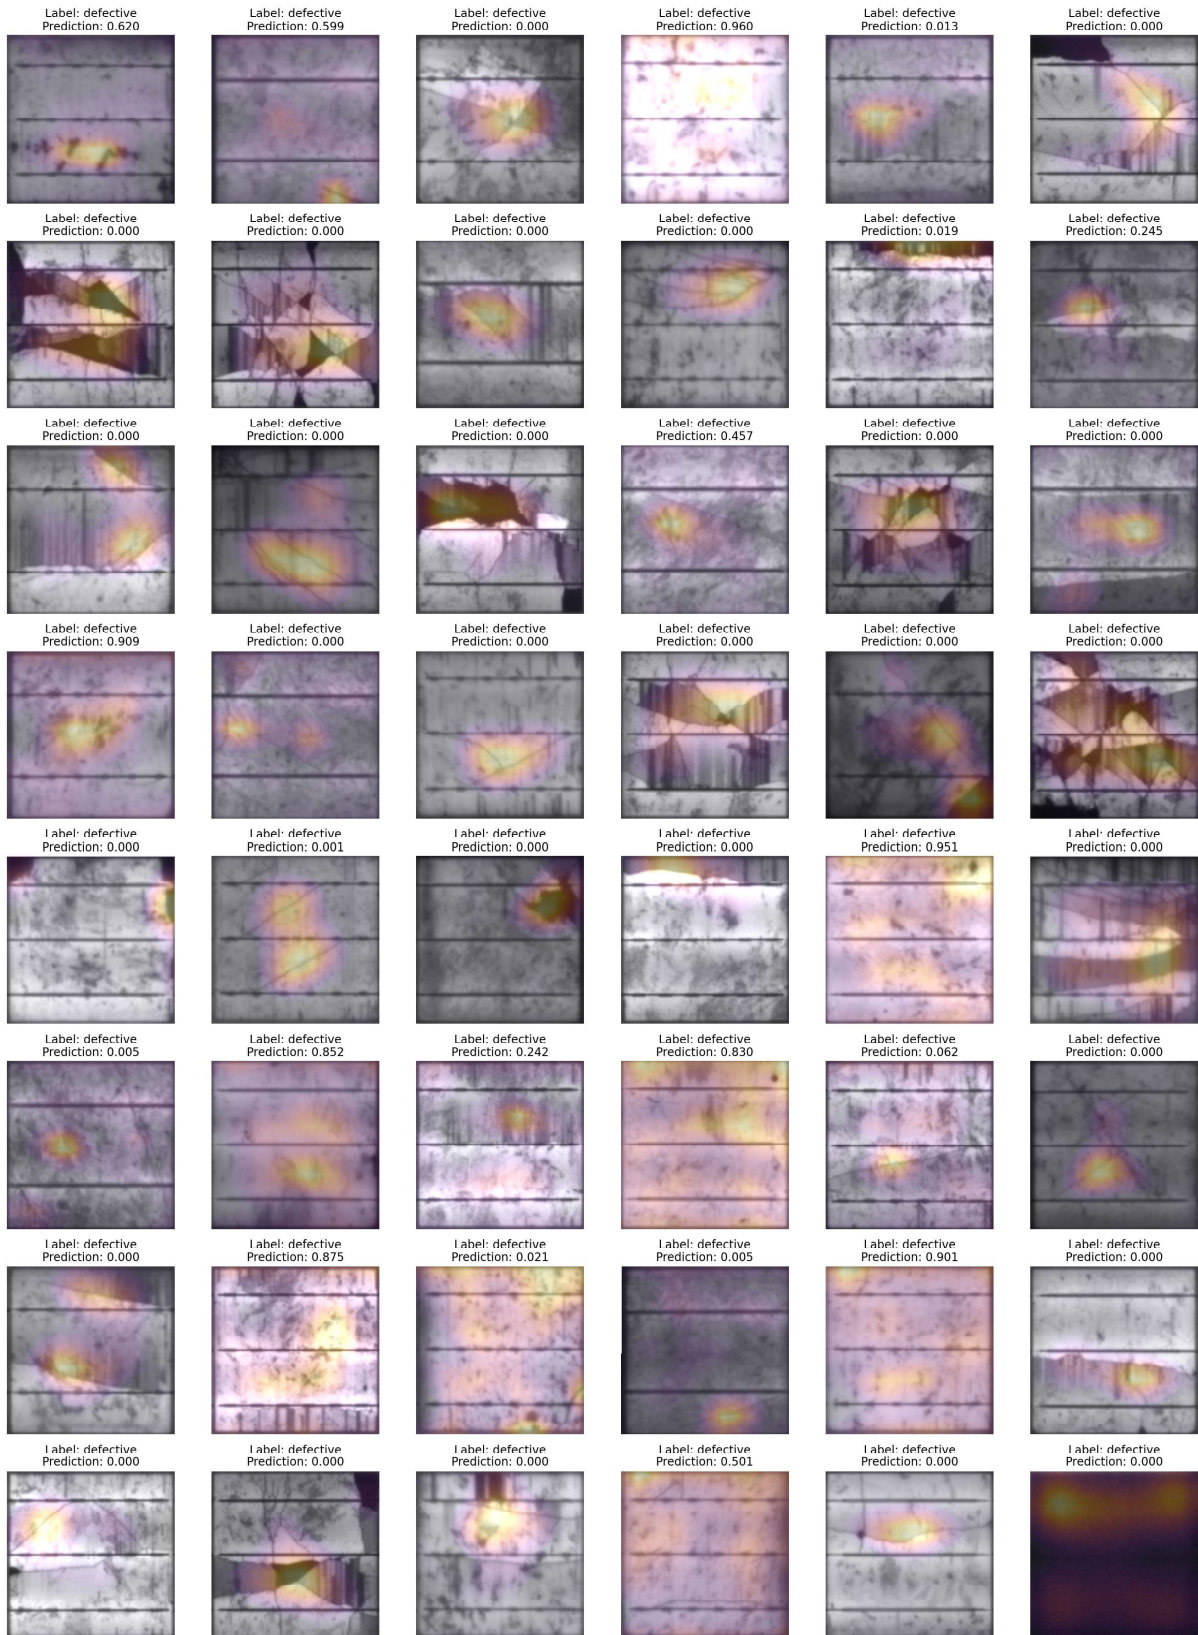 Label: defective
Prediction: 0.620
Label: defective
Prediction: 0.599
Label: defective
Prediction: 0.000
Label: defective
Prediction: 0.960
Label: defective
Prediction: 0.013
Label: defective
Prediction: 0.000
Label: defective
Prediction: 0.000
Label: defective
Prediction: 0.000
Label: defective
Prediction: 0.000
Label: defective
Prediction: 0.000
Label: defective
Prediction: 0.019
Label: defective
Prediction: 0.245
Label: defective
Prediction: 0.000
Label: defective
Prediction: 0.000
Label: defective
Prediction: 0.000
Label: defective
Prediction: 0.457
Label: defective
Prediction: 0.000
Label: defective
Prediction: 0.000
Label: defective
Prediction: 0.909
Label: defective
Prediction: 0.000
Label: defective
Prediction: 0.000
Label: defective
Prediction: 0.000
Label: defective
Prediction: 0.000
Label: defective
Prediction: 0.000
Label: defective
Prediction: 0.000
Label: defective
Prediction: 0.001
Label: defective
Prediction: 0.000
Label: defective
Prediction: 0.000
Label: defective
Prediction: 0.951
Label: defective
Prediction: 0.000
Label: defective
Prediction: 0.005
Label: defective
Prediction: 0.852
Label: defective
Prediction: 0.242
Label: defective
Prediction: 0.830
Label: defective
Prediction: 0.062
Label: defective
Prediction: 0.000
Label: defective
Prediction: 0.000
Label: defective
Prediction: 0.875
Label: defective
Prediction: 0.021
Label: defective
Prediction: 0.005
Label: defective
Prediction: 0.901
Label: defective
Prediction: 0.000
Label: defective
Prediction: 0.000
Label: defective
Prediction: 0.000
Label: defective
Prediction: 0.000
Label: defective
Prediction: 0.501
Label: defective
Prediction: 0.000
Label: defective
Prediction: 0.000